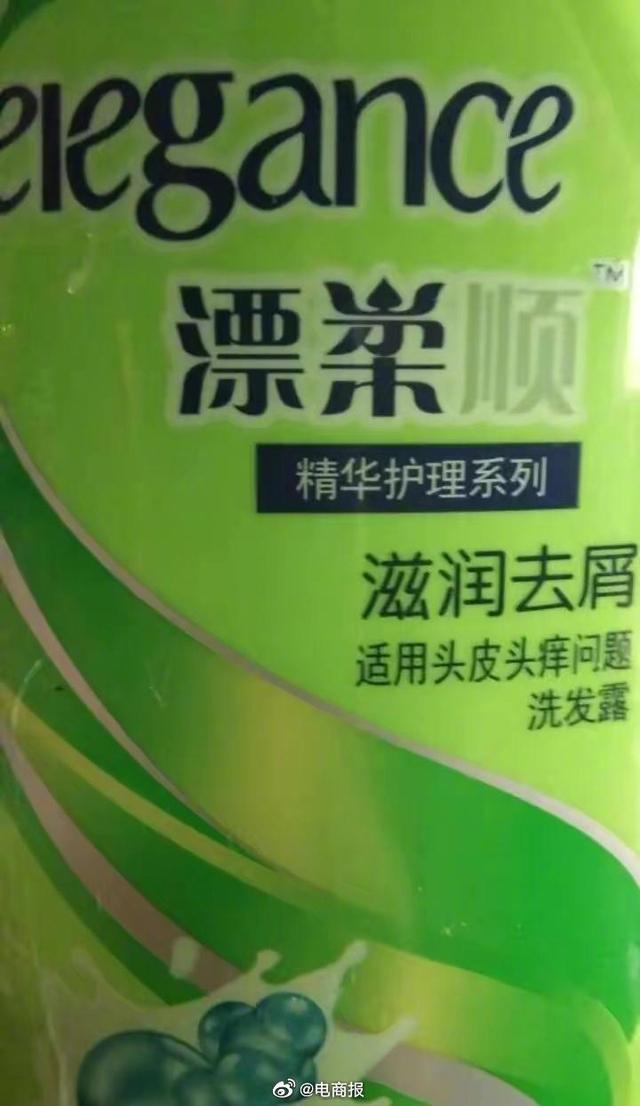 elegance
漂柔顺
TM
精华护理系列
滋润去屑
适用头皮头痒问题
洗发露
@电商报